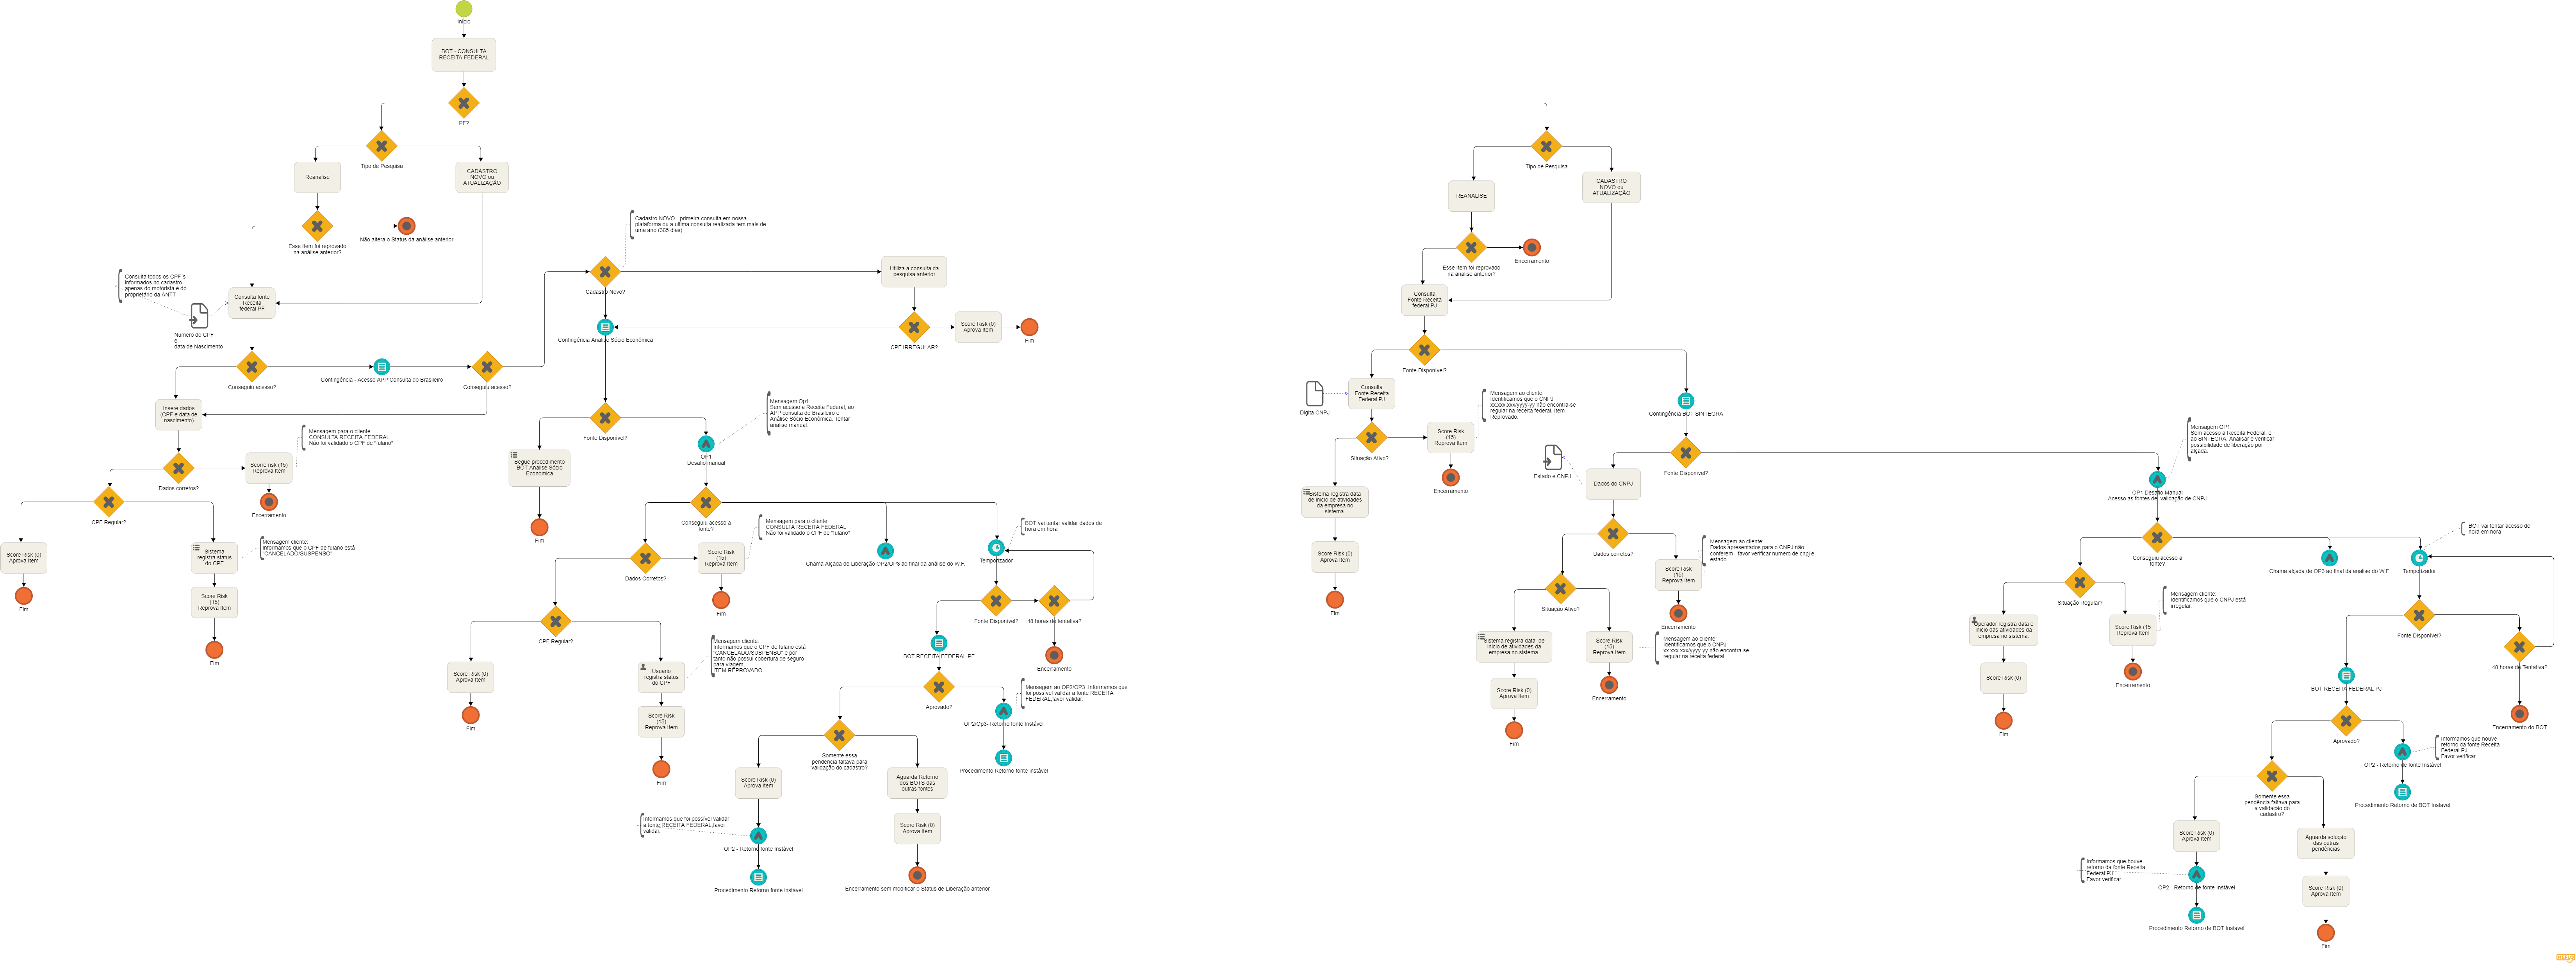 Início
BOT - CONSULTA
RECEITA FEDERAL
PF?
Tipo de Pesquisa
Reanálise
CADASTRO
NOVO ou
ATUALIZAÇÃO
Esse item foi reprovado
na análise anterior?
Não altera o Status da análise anterior
Consulta todos os CPF´s
informados no cadastro
apenas do motorista e do
proprietário da ANTT
Numero do CPF
e
data de Nascimento
Consulta fonte
Receita
federal PF
Conseguiu acesso?
Contingência - Acesso APP Consulta do Brasileiro
Conseguiu acesso?
Insere dados
(CPF e data de
nascimento)
Mensagem para o cliente:
CONSULTA RECEITA FEDERAL
Não foi validado o CPF de "fulano"
Dados corretos?
Scorre risk (15)
Reprova Item
Encerramento
CPF Regular?
Score Risk (0)
Aprova Item
Fim
Sistema
registra status
do CPF
Mensagem cliente:
Informamos que o CPF de fulano está
"CANCELADO/SUSPENSO"
Score Risk
(15)
Reprova Item
Fim
Cadastro NOVO - primeira consulta em nossa
plataforma ou a ultima consulta realizada tem mais de
uma ano (365 dias)
Cadastro Novo?
Utiliza a consulta da
pesquisa anterior
Contingência Analise Sócio Econômica
CPF IRREGULAR?
Score Risk (0)
Aprova Item
Fim
Fonte Disponível?
Mensagem Op1:
Sem acesso a Receita Federal, ao
APP consulta do Brasileiro e
Análise Sócio Econômica. Tentar
analise manual.
Segue procedimento
BOT Analise Sócio
Economica
Fim
OP1
Desafio manual
Conseguiu acesso a
fonte?
Mensagem para o cliente:
CONSULTA RECEITA FEDERAL
Não foi validado o CPF de "fulano"
Dados Corretos?
Score Risk
(15)
Reprova Item
Fim
Chama Alçada de Liberação OP2/OP3 ao final da análise do W.F.
BOT vai tentar validar dados de
hora em hora
Temporizador
Fonte Disponível?
48 horas de tentativa?
Encerramento
CPF Regular?
Score Risk (0)
Aprova Item
Fim
Usuário
registra status
do CPF
Mensagem cliente:
Informamos que o CPF de fulano está
"CANCELADO/SUSPENSO" e por
tanto não possui cobertura de seguro
para viagem.
ITEM REPROVADO
Score Risk
(15)
Reprova Item
Fim
BOT RECEITA FEDERAL PF
Aprovado?
Mensagem ao OP2/OP3 Informamos que
foi possível validar a fonte RECEITA
FEDERAL,favor validar.
OP2/Op3- Retorno fonte Instável
Procedimento Retorno fonte instável
Somente essa
pendencia faltava para
validação do cadastro?
Score Risk (0)
Aprova Item
Aguarda Retorno
dos BOTS das
outras fontes
Informamos que foi possível validar
a fonte RECEITA FEDERAL,favor
validar.
OP2 - Retorno fonte Instável
Procedimento Retorno fonte instável
Score Risk (0)
Aprova Item
Encerramento sem modificar o Status de Liberação anterior
Tipo de Pesquisa
REANALISE
CADASTRO
NOVO ou
ATUALIZAÇÃO
Esse item foi reprovado
na analise anterior?
Encerramento
Consulta
Fonte Receita
federal PJ
Fonte Disponível?
Digita CNPJ
Consulta
Fonte Receita
Federal PJ
Mensagem ao cliente:
Identificamos que o CNPJ
xx.xxx.xxx/yyyy-yy não encontra-se
regular na receita federal. Item
Reprovado.
Situação Ativo?
Score Risk
(15)
Reprova Item
Encerramento
Sistema registra data
de inicio de atividades
da empresa no
sistema
Score Risk (0)
Aprova Item
Fim
Contingência BOT SINTEGRA
Fonte Disponível?
Estado e CNPJ
Dados do CNPJ
Dados corretos?
Mensagem ao cliente:
Dados apresentados para o CNPJ não
conferem - favor verificar numero de cnpj e
estado
Score Risk
(15)
Reprova Item
Encerramento
Situação Ativo?
Sistema registra data de
inicio de atividades da
empresa no sistema.
Score Risk
(15)
Reprova Item
Mensagem ao cliente
Identificamos que o CNPJ
xx.xxx.xxx/yyyy-yy não encontra-se
regular na receita federal.
Encerramento
Score Risk (0)
Aprova Item
Fim
Mensagem OP1:
Sem acesso a Receita Federal, e
ao SINTEGRA. Analisar e verificar
possibilidade de liberação por
alçada.
OP1 Desafio Manual
Acesso as fontes de validação de CNPJ
Conseguiu acesso a
fonte?
BOT vai tentar acesso de
hora em hora
Chama alçada de OP3 ao final da analise do W.F.
Temporizador
Situação Regular?
Mensagem cliente:
Identificamos que o CNPJ está
irregular.
Operador registra data e
inicio das atividades da
empresa no sistema.
Score Risk (15
Reprova Item
Encerramento
Score Risk (0)
Fim
Fonte Disponível?
48 horas de Tentativa?
Encerramento do BOT
BOT RECEITA FEDERAL PJ
Aprovado?
Informamos que houve
retorno da fonte Receita
Federal PJ
Favor verificar
OP2 - Retorno de fonte Instável
Procedimento Retorno de BOT Instavel
Somente essa
pendência faltava para
a validação do
cadastro?
Score Risk (0)
Aprova Item
Aguarda solução
das outras
pendências
Informamos que houve
retorno da fonte Receita
Federal PJ
Favor verificar
OP2 - Retorno de fonte Instável
Procedimento Retorno de BOT Instável
Score Risk (0)
Aprova Item
Fim